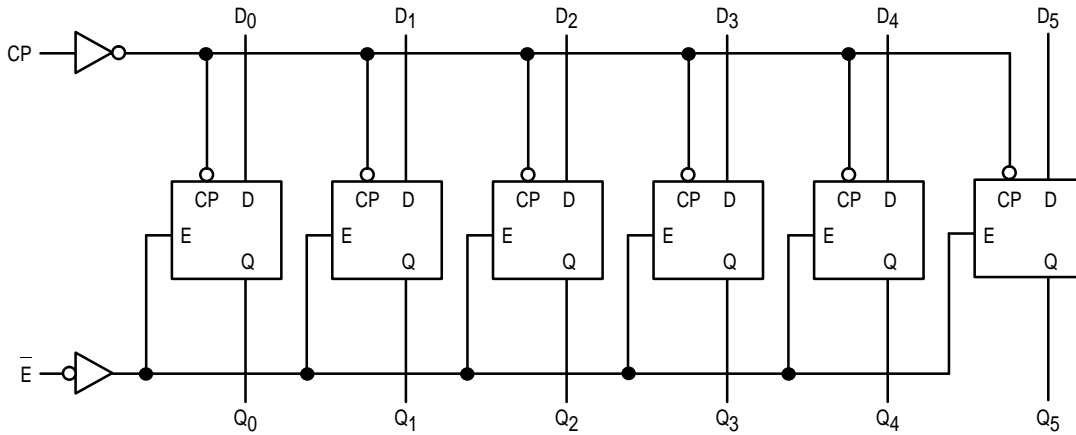 D0 D1 D2 D3 D4 D5
CP
CP D CP D CP D CP D CP D CP D
E E E E E E
Q Q Q Q Q Q
E̅
Q0 Q1 Q2 Q3 Q4 Q5